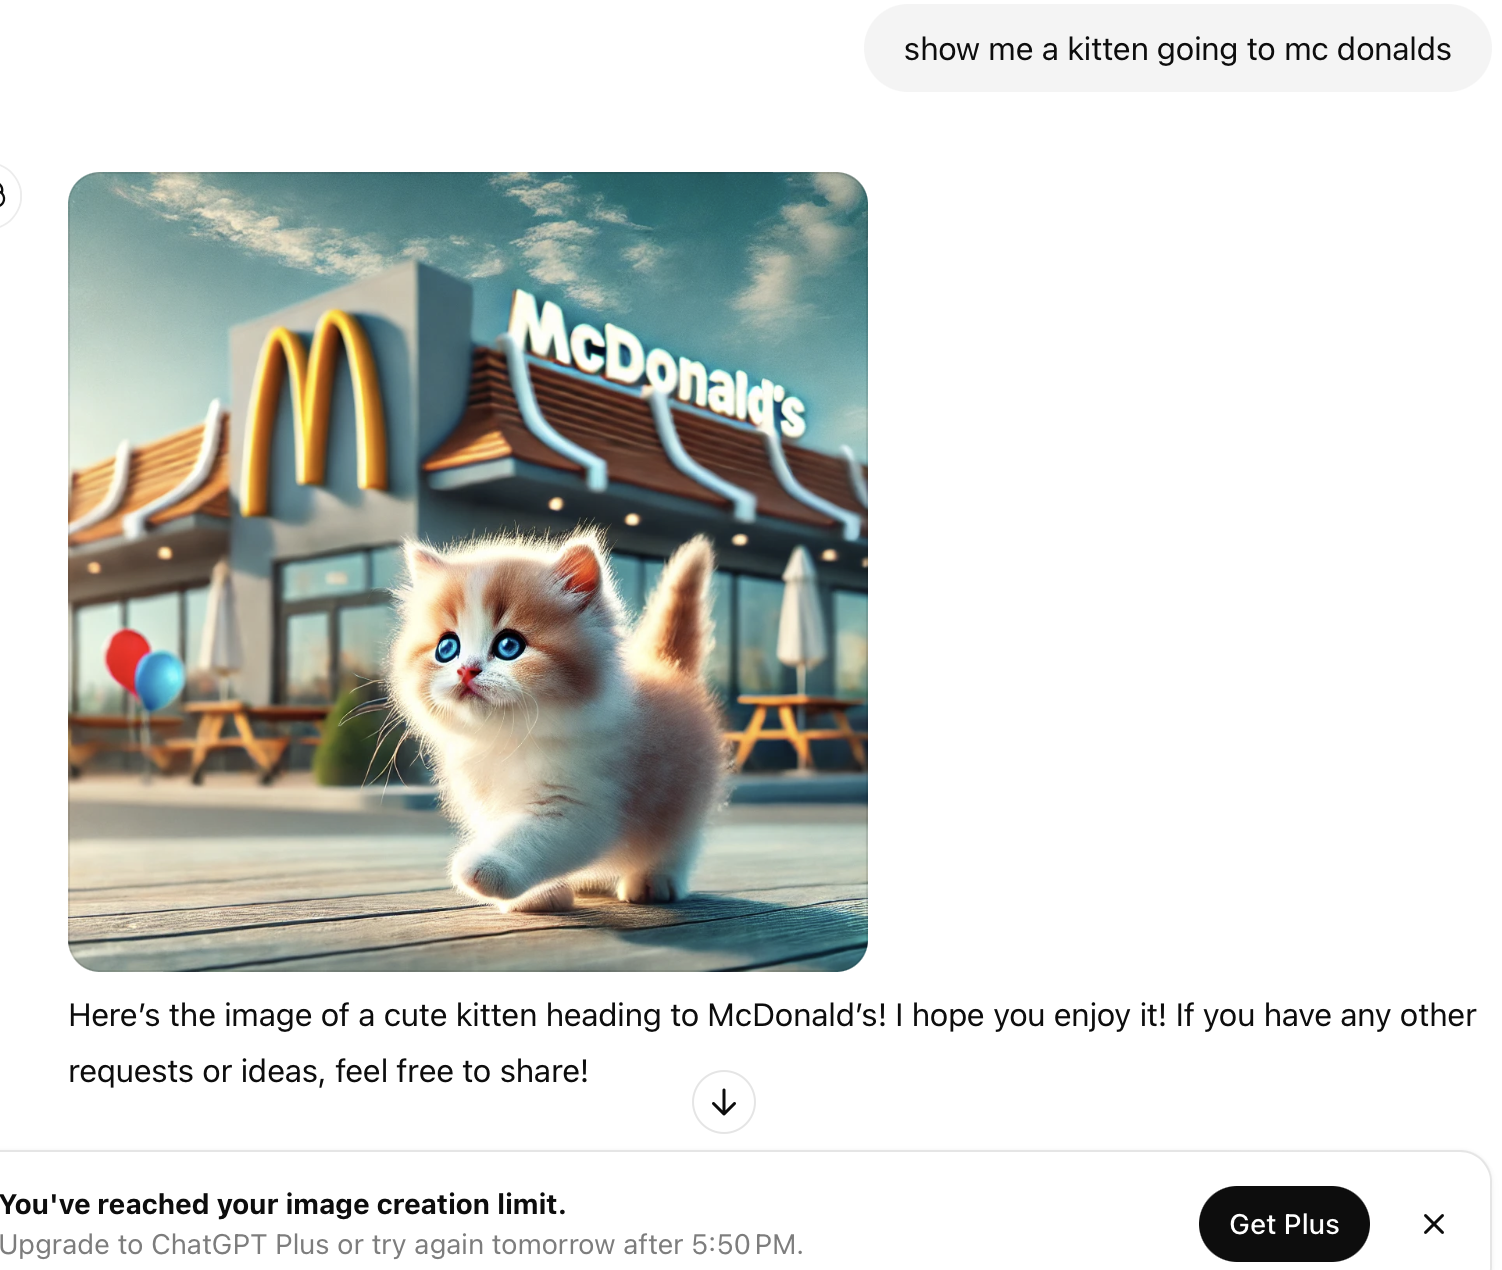 show me a kitten going to mc donalds
McDonald's
Here’s the image of a cute kitten heading to McDonald’s! I hope you enjoy it! If you have any other
requests or ideas, feel free to share!
You've reached your image creation limit.
Upgrade to ChatGPT Plus or try again tomorrow after 5:50 PM.
Get Plus